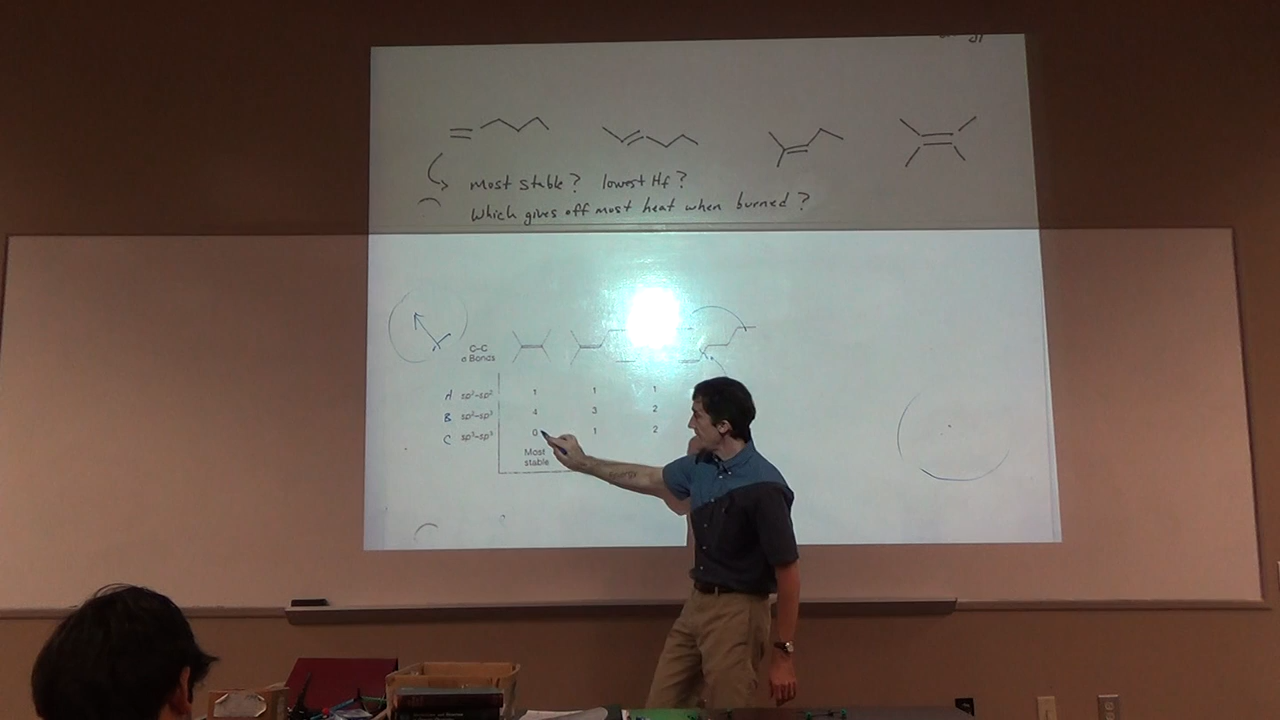 most stable? lowest Hf?
Which gives off most heat when burned?
C–C
σ Bonds
A sp²-sp² 1 1 1
B sp²-sp³ 4 3 2
C sp³-sp³ 0 1 2
Most
stable
energy